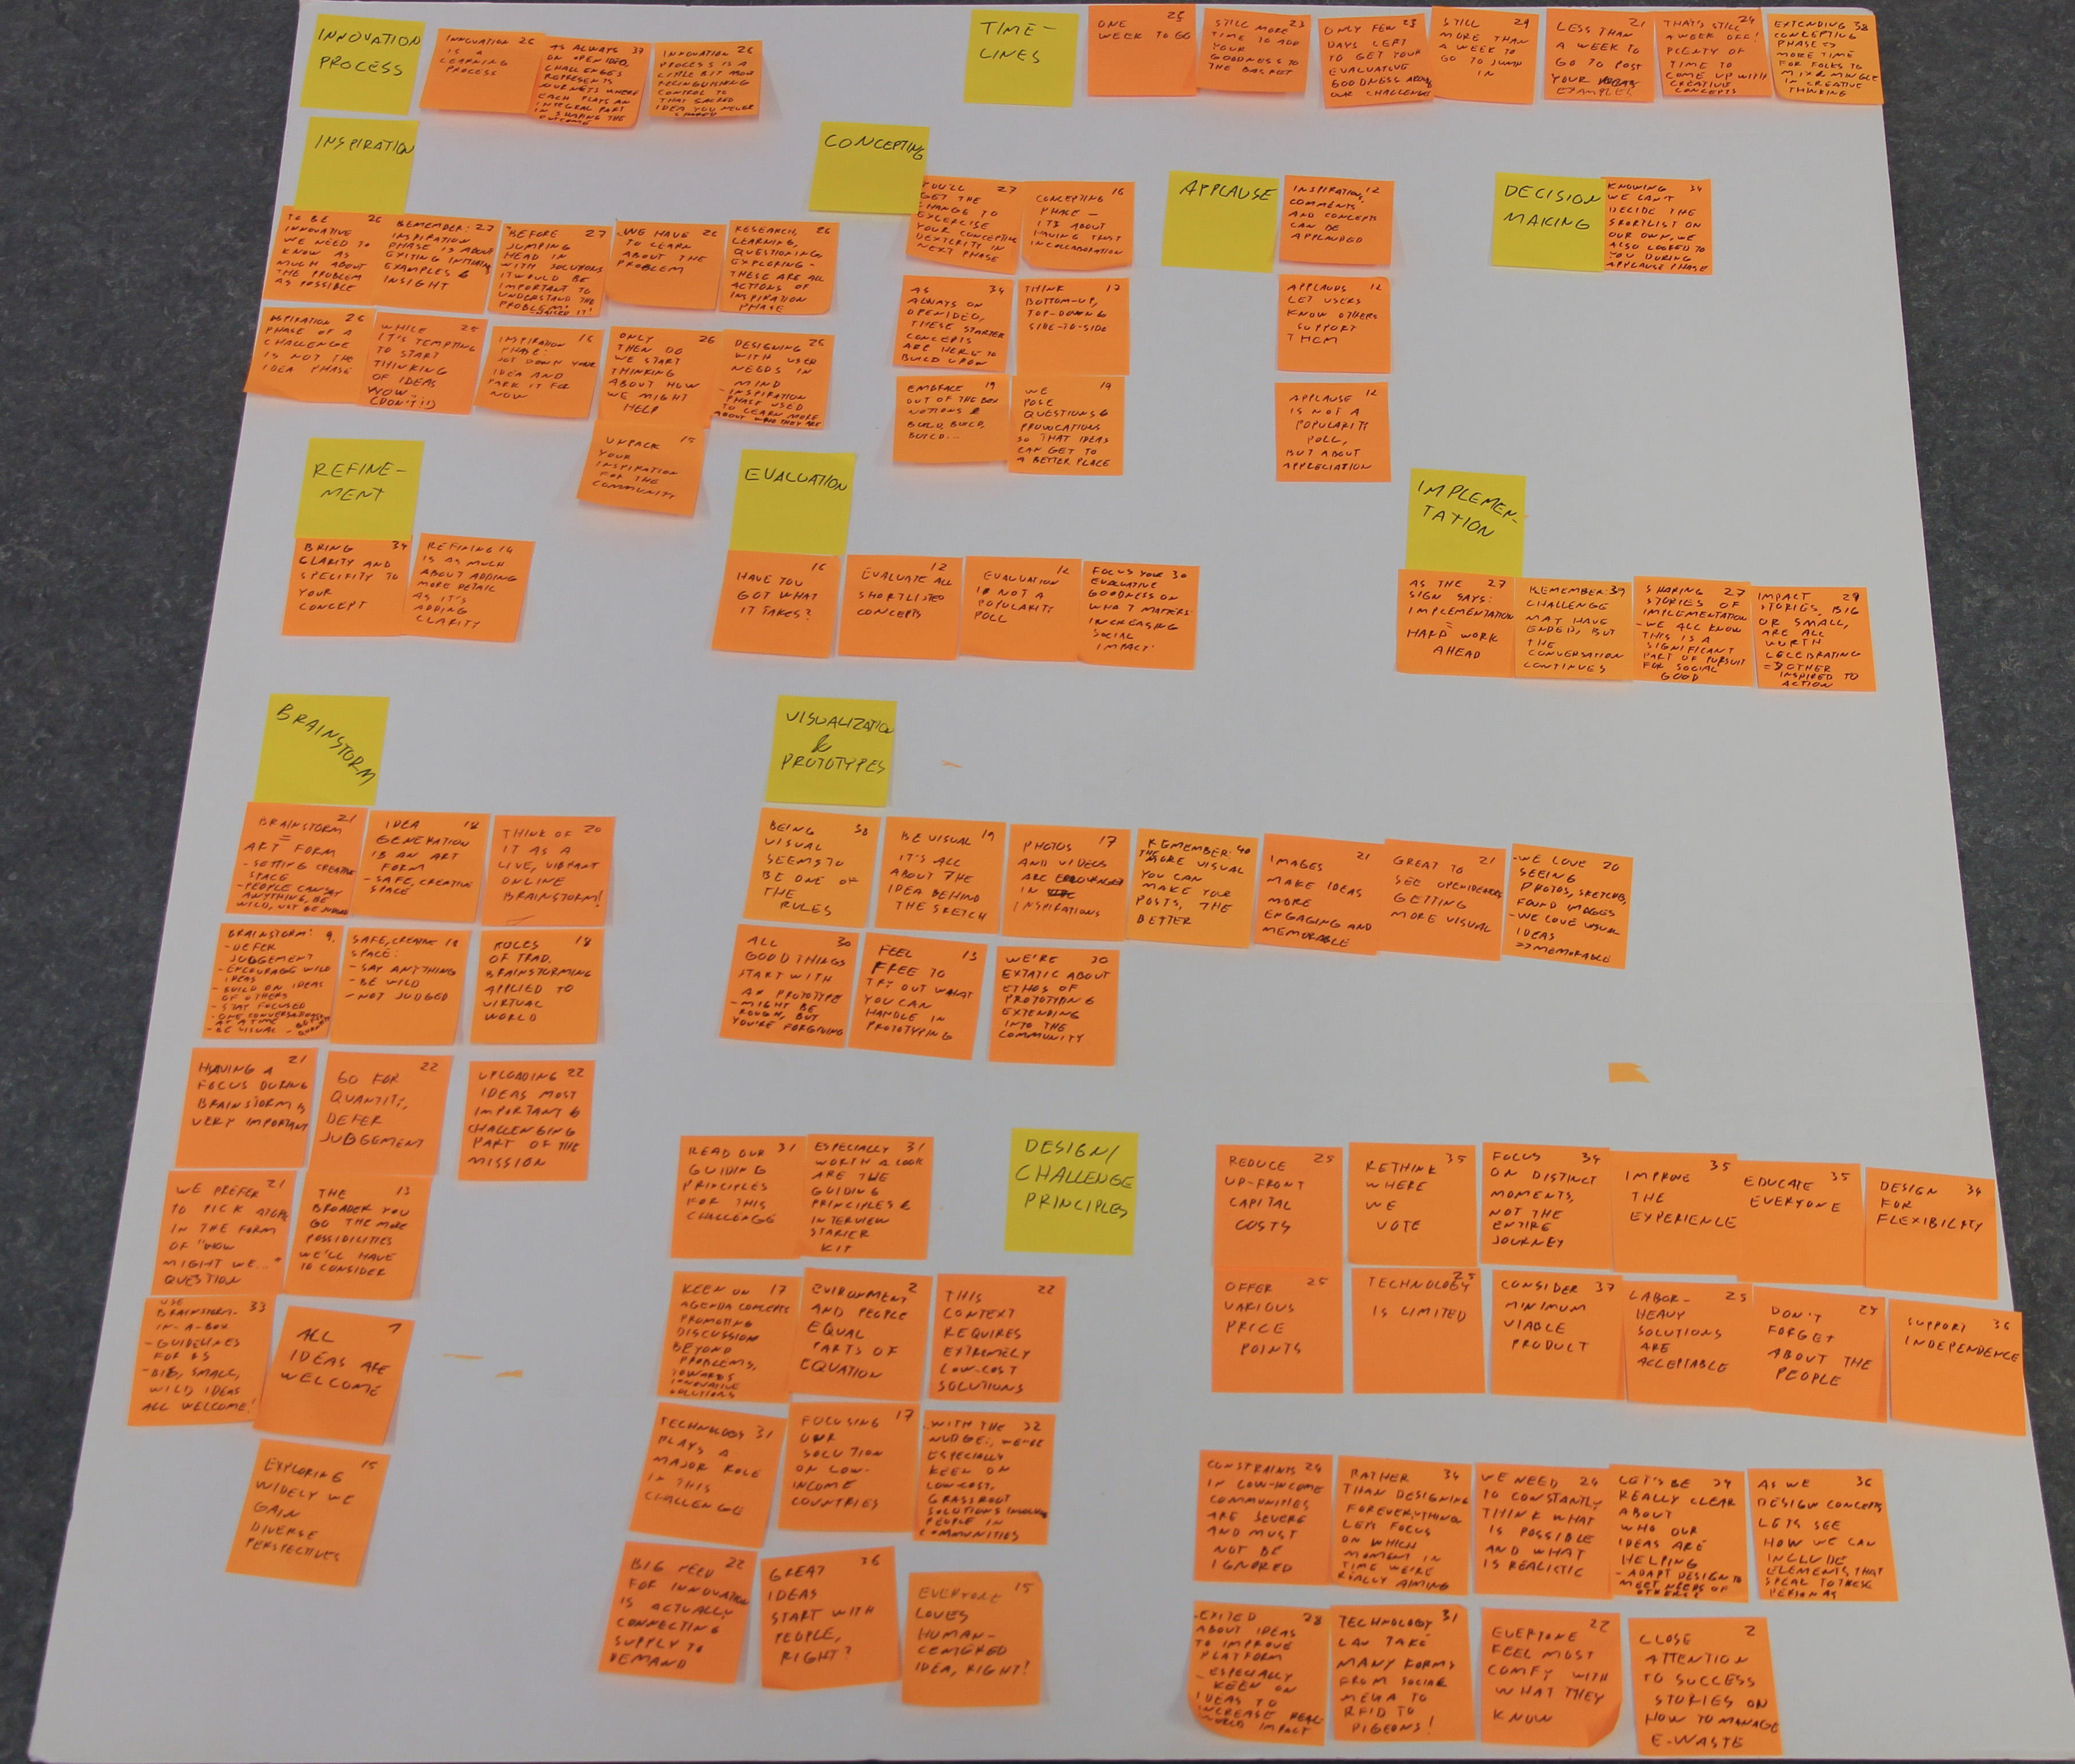 INNOVATION
PROCESS
INNOVATION 26
IS A
LEARNING
PROCESS
AS ALWAYS 37
ON OPENIDEO,
CHALLENGES
REPRESENTS
JOURNEYS WHERE
EACH PLAYS AN
INTEGRAL PART
IN SHAPING THE
OUTCOME
INNOVATION 26
PROCESS IS A
LITTLE BIT ABOUT
RELINQUISHING
CONTROL TO
THAT SACRED
IDEA YOU NEVER
SHARED
TIME-
LINES
ONE 25
WEEK TO GO
STILL MORE 23
TIME TO ADD
YOUR
GOODNESS TO
THE BASKET
ONLY FEW 23
DAYS LEFT
TO GET YOUR
EVALUATIVE
GOODNESS AROUND
OUR CHALLENGE
STILL 29
MORE THAN
A WEEK TO
GO TO JUMP
IN
LESS THAN 21
A WEEK TO
GO TO POST
YOUR
EXAMPLES
THAT'S STILL 24
A WEEK OFF!
PLENTY OF
TIME TO
COME UP WITH
CREATIVE
CONCEPTS
EXTENDING 38
CONCEPTING
PHASE =>
MORE TIME
FOR FOLKS TO
MIX & MINGLE
IN CREATIVE
THINKING
INSPIRATION
TO BE 26
INNOVATIVE
WE NEED TO
KNOW AS
MUCH ABOUT
THE PROBLEM
AS POSSIBLE
REMEMBER: 27
INSPIRATION
PHASE IS ABOUT
EXITING INITIATING
EXAMPLES &
INSIGHT
BEFORE 27
JUMPING
HEAD IN
WITH SOLUTIONS
IT WOULD BE
IMPORTANT TO
UNDERSTAND THE
PROBLEM.
NAILED IT!
WE HAVE 26
TO LEARN
ABOUT THE
PROBLEM
RESEARCH, 26
LEARNING,
QUESTIONING,
EXPLORING -
THESE ARE ALL
ACTIONS OF
INSPIRATION
PHASE
INSPIRATION 26
PHASE OF A
CHALLENGE
IS NOT THE
IDEA PHASE
WHILE 25
IT'S TEMPTING
TO START
THINKING
OF IDEAS
NOW...
(DON'T!)
INSPIRATION 16
PHASE:
JOT DOWN YOUR
IDEA AND
PARK IT FOR
NOW
ONLY 26
THEN DO
WE START
THINKING
ABOUT HOW
WE MIGHT
HELP
DESIGNING 26
WITH USER
NEEDS IN
MIND
- INSPIRATION
PHASE USED
TO LEARN MORE
ABOUT WHO THEY ARE
UNPACK 15
YOUR
INSPIRATION
FOR THE
COMMUNITY
CONCEPTING
YOU'LL 27
GET THE
CHANGE TO
EXCERCISE
YOUR CONCEPTING
DEXTERITY IN
NEXT PHASE
CONCEPTING 16
PHASE -
ITS ABOUT
HAVING TRUST
IN COLLABORATION
AS 34
ALWAYS ON
OPENIDEO,
THESE STARTER
CONCEPTS
ARE HERE TO
BUILD UPON
THINK 17
BOTTOM-UP,
TOP-DOWN &
SIDE-TO-SIDE
EMBRACE 19
OUT OF THE BOX
NOTIONS &
BUILD, BUILD,
BUILD...
WE 19
POSE
QUESTIONS &
PROVOCATIONS
SO THAT IDEAS
CAN GET TO
A BETTER PLACE
APPLAUSE
INSPIRATION, 12
COMMENTS
AND CONCEPTS
CAN BE
APPLAUDED
APPLAUDS 12
LET USERS
KNOW OTHERS
SUPPORT
THEM
APPLAUSE 12
IS NOT A
POPULARITY
POLL,
BUT ABOUT
APPRECIATION
DECISION
MAKING
KNOWING 34
WE CAN'T
DECIDE THE
SHORTLIST ON
OUR OWN, WE
ALSO LOOKED TO
YOU DURING
APPLAUSE PHASE
REFINE-
MENT
BRING 34
CLARITY AND
SPECIFITY TO
YOUR
CONCEPT
REFINING 14
IS AS MUCH
ABOUT ADDING
MORE DETAIL
AS IT'S
ADDING
CLARITY
EVALUATION
16
HAVE YOU
GOT WHAT
IT TAKES?
12
EVALUATE ALL
SHORTLISTED
CONCEPTS
12
EVALUATION
IS NOT A
POPULARITY
POLL
FOCUS YOUR 30
EVALUATIVE
GOODNESS ON
WHAT MATTERS:
INCREASING
SOCIAL
IMPACT
IMPLEMEN-
TATION
AS THE 27
SIGN SAYS:
IMPLEMENTATION
=
HARD WORK
AHEAD
REMEMBER: 39
CHALLENGE
MAY HAVE
ENDED, BUT
THE
CONVERSATION
CONTINUES
SHARING 27
STORIES OF
IMPLEMENTATION
- WE ALL KNOW
THIS IS A
SIGNIFICANT
PART OF PURSUIT
FOR SOCIAL
GOOD
IMPACT 29
STORIES, BIG
OR SMALL,
ARE ALL
WORTH
CELEBRATING
=> OTHER
INSPIRED TO
ACTION
BRAINSTORM
BRAINSTORM 21
=
ART FORM
- SETTING CREATIVE
SPACE
- PEOPLE CAN SAY
ANYTHING, BE
WILD, NOT BE JUDGED
IDEA 18
GENERATION
IS AN ART
FORM
- SAFE, CREATIVE
SPACE
THINK OF 20
IT AS A
LIVE, VIBRANT
ONLINE
BRAINSTORM!
BRAINSTORM: 9
- DEFER
JUDGEMENT
- ENCOURAGE WILD
IDEAS
- BUILD ON IDEAS
OF OTHERS
- STAY FOCUSED
- ONE CONVERSATION
AT A TIME
- BE VISUAL
SAFE, CREATIVE 18
SPACE:
- SAY ANYTHING
- BE WILD
- NOT JUDGED
RULES 18
OF TRAD.
BRAINSTORMING
APPLIED TO
VIRTUAL
WORLD
HAVING A 21
FOCUS DURING
BRAINSTORM IS
VERY IMPORTANT
22
GO FOR
QUANTITY,
DEFER
JUDGEMENT
UPLOADING 22
IDEAS MOST
IMPORTANT &
CHALLENGING
PART OF THE
MISSION
WE PREFER 21
TO PICK
IN THE FORM
OF "HOW
MIGHT WE..."
QUESTION
THE 13
BROADER YOU
GO THE MORE
POSSIBILITIES
WE'LL HAVE
TO CONSIDER
USE 33
BRAINSTORM-
IN-A-BOX
- GUIDELINES
FOR BS
- BIG, SMALL,
WILD IDEAS
ALL WELCOME!
7
ALL
IDEAS ARE
WELCOME
15
EXPLORING
WIDELY WE
GAIN
DIVERSE
PERSPECTIVES
VISUALIZATION
&
PROTOTYPES
BEING 38
VISUAL
SEEMS TO
BE ONE OF
THE
RULES
BE VISUAL 19
IT'S ALL
ABOUT THE
IDEA BEHIND
THE SKETCH
PHOTOS 17
AND VIDEOS
ARE ENCOURAGED
IN
INSPIRATIONS
REMEMBER: 40
THE MORE VISUAL
YOU CAN
MAKE YOUR
POSTS, THE
BETTER
IMAGES 21
MAKE IDEAS
MORE
ENGAGING AND
MEMORABLE
GREAT TO 21
SEE OPENIDEATORS
GETTING
MORE VISUAL
- WE LOVE 20
SEEING
PHOTOS, SKETCHES,
FOUND IMAGES
- WE LOVE VISUAL
IDEAS
=> MEMORABLE
ALL 30
GOOD THINGS
START WITH
A PROTOTYPE
- MIGHT BE
ROUGH, BUT
YOU'RE FORGIVING
FEEL 13
FREE TO
TRY OUT WHAT
YOU CAN
HANDLE IN
PROTOTYPING
WE'RE 30
EXTATIC ABOUT
ETHOS OF
PROTOTYPING
EXTENDING
INTO THE
COMMUNITY
DESIGN/
CHALLENGE
PRINCIPLES
READ OUR 31
GUIDING
PRINCIPLES
FOR THIS
CHALLENGE
ESPECIALLY 31
WORTH A LOOK
ARE THE
GUIDING
PRINCIPLES &
INTERVIEW
STARTER
KIT
KEEN ON 17
AGENDA CONCEPTS
PROMOTING
DISCUSSION
BEYOND
PROBLEMS,
TOWARDS
INNOVATIVE
SOLUTIONS
ENVIRONMENT 2
AND PEOPLE
EQUAL
PARTS OF
EQUATION
22
THIS
CONTEXT
REQUIRES
EXTREMELY
LOW-COST
SOLUTIONS
TECHNOLOGY 31
PLAYS A
MAJOR ROLE
IN THIS
CHALLENGE
FOCUSING 17
OUR
SOLUTION
ON LOW-
INCOME
COUNTRIES
WITH THE 32
NUDGE:, WE'RE
ESPECIALLY
KEEN ON
LOW-COST,
GRASSROOT
SOLUTIONS INVOLVING
PEOPLE IN
COMMUNITIES
BIG NEED 22
FOR INNOVATION
IS ACTUALLY
CONNECTING
SUPPLY TO
DEMAND
GREAT 36
IDEAS
START WITH
PEOPLE,
RIGHT?
EVERYONE 15
LOVES
HUMAN-
CENTERED
IDEA, RIGHT?
REDUCE 25
UP-FRONT
CAPITAL
COSTS
RETHINK 35
WHERE
WE
VOTE
FOCUS 34
ON DISTINCT
MOMENTS,
NOT THE
ENTIRE
JOURNEY
IMPROVE 35
THE
EXPERIENCE
EDUCATE 35
EVERYONE
DESIGN 34
FOR
FLEXIBILITY
OFFER 25
VARIOUS
PRICE
POINTS
TECHNOLOGY 25
IS LIMITED
CONSIDER 37
MINIMUM
VIABLE
PRODUCT
LABOR- 25
HEAVY
SOLUTIONS
ARE
ACCEPTABLE
DON'T 25
FORGET
ABOUT THE
PEOPLE
SUPPORT 36
INDEPENDENCE
CONSTRAINTS 24
IN LOW-INCOME
COMMUNITIES
ARE SEVERE
AND MUST
NOT BE
IGNORED
RATHER 34
THAN DESIGNING
FOR EVERYTHING
LETS FOCUS
ON WHICH
MOMENT IN
TIME WE'RE
REALLY AIMING
WE NEED 24
TO CONSTANTLY
THINK WHAT
IS POSSIBLE
AND WHAT
IS REALISTIC
LET'S BE 39
REALLY CLEAR
ABOUT
WHO OUR
IDEAS ARE
HELPING
- ADAPT DESIGN TO
MEET NEEDS OF
OTHERS?
AS WE 36
DESIGN CONCEPTS
LETS SEE
HOW WE CAN
INCLUDE
ELEMENTS THAT
SPEAK TO THESE
PERSONAS
- EXITED 28
ABOUT IDEAS
TO IMPROVE
PLATFORM
- ESPECIALLY
KEEN ON
IDEAS TO
INCREASE REAL-
WORLD IMPACT
TECHNOLOGY 31
CAN TAKE
MANY FORMS
FROM SOCIAL
MEDIA TO
RFID TO
PIGEONS!
22
EVERYONE
FEEL MOST
COMFY WITH
WHAT THEY
KNOW
CLOSE 2
ATTENTION
TO SUCCESS
STORIES ON
HOW TO MANAGE
E-WASTE